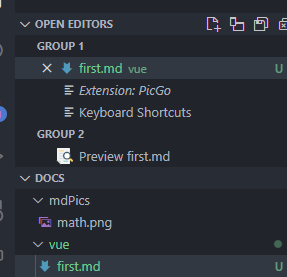 OPEN EDITORS
GROUP 1
first.md vue U
Extension: PicGo
Keyboard Shortcuts
GROUP 2
Preview first.md
DOCS
mdPics
math.png
vue
first.md U